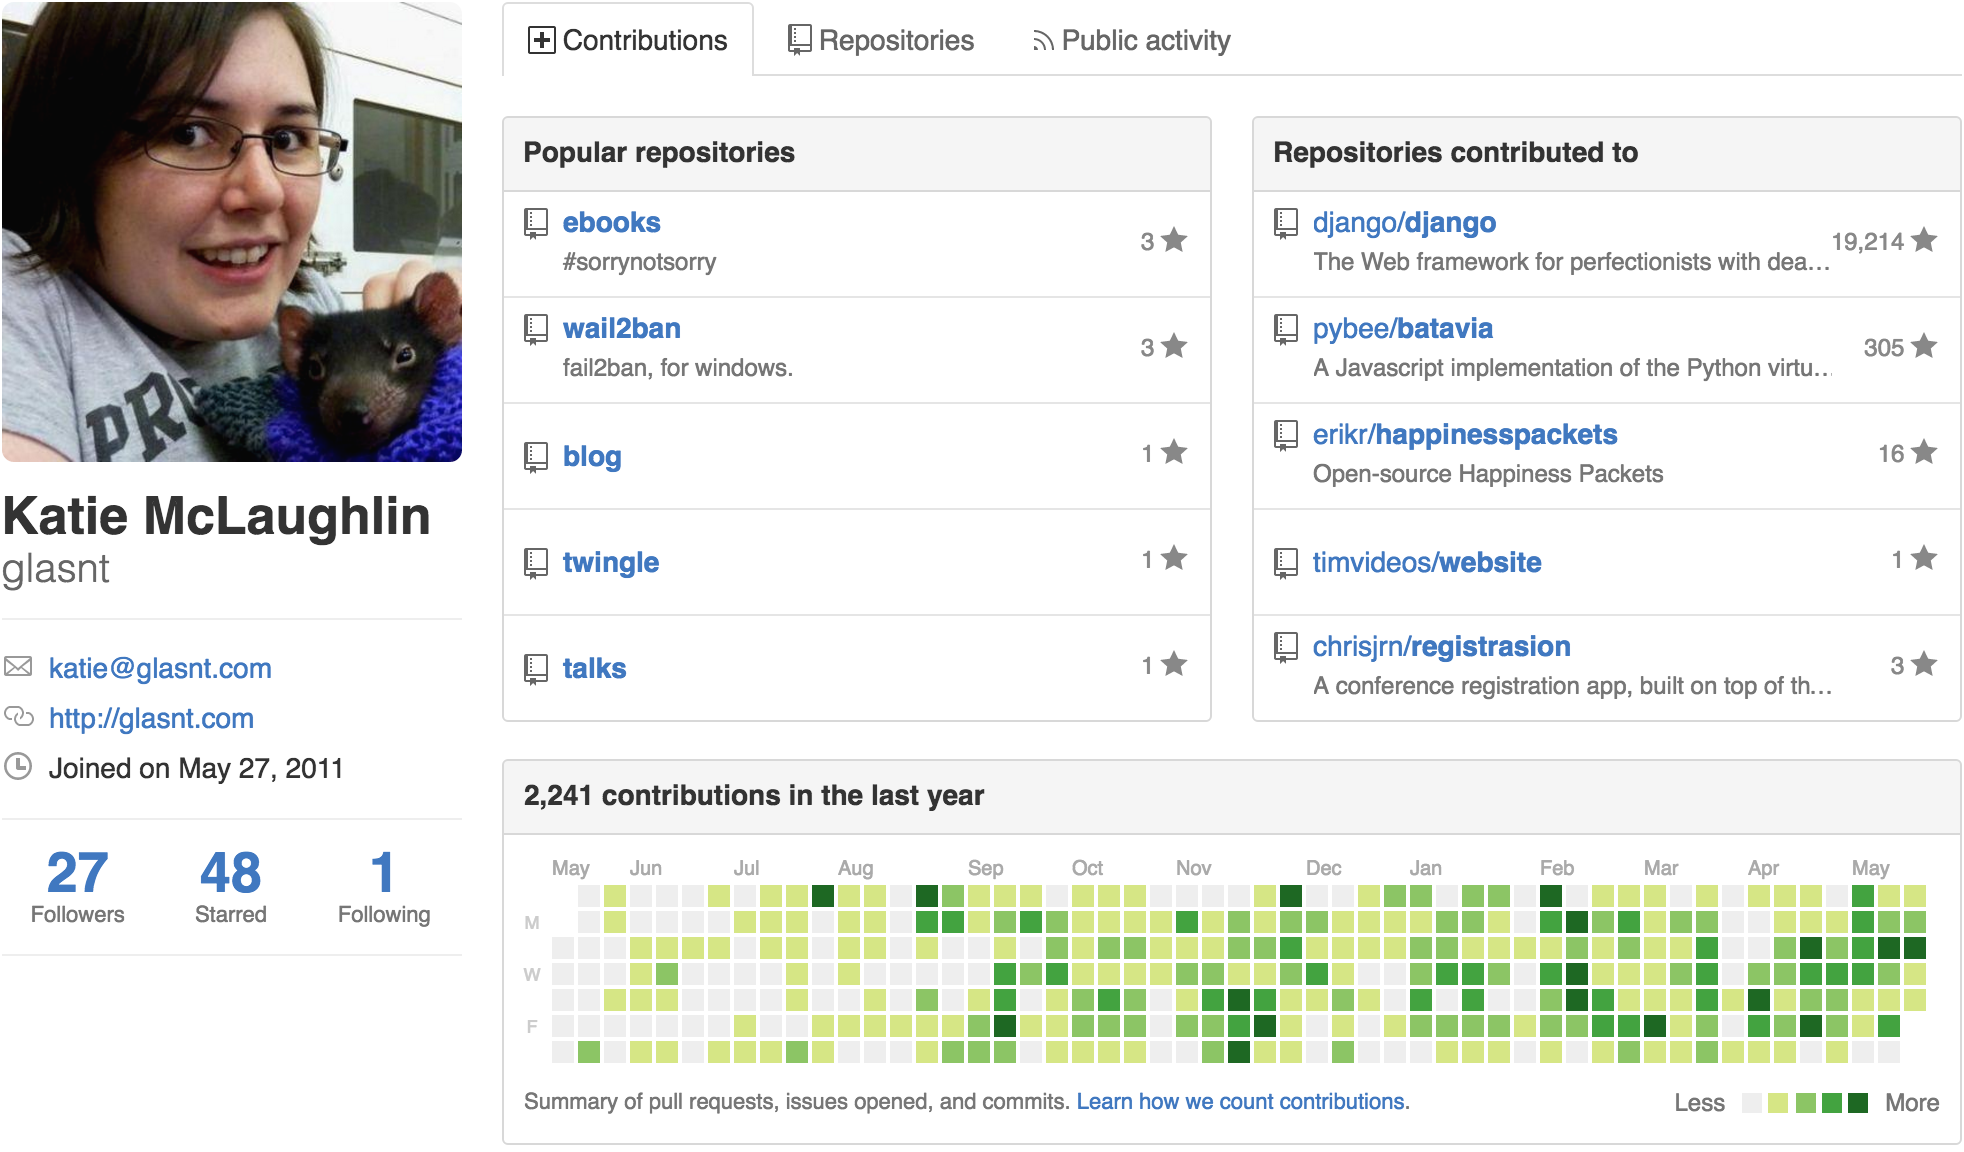 PRO
Katie McLaughlin
glasnt
katie@glasnt.com
http://glasnt.com
Joined on May 27, 2011
27 48 1
Followers Starred Following
Contributions Repositories Public activity
Popular repositories
ebooks
#sorrynotsorry
3
wail2ban
fail2ban, for windows.
3
blog
1
twingle
1
talks
1
Repositories contributed to
django/django
The Web framework for perfectionists with dea...
19,214
pybee/batavia
A Javascript implementation of the Python virtu...
305
erikr/happinesspackets
Open-source Happiness Packets
16
timvideos/website
1
chrisjrn/registrasion
A conference registration app, built on top of th...
3
2,241 contributions in the last year
May Jun Jul Aug Sep Oct Nov Dec Jan Feb Mar Apr May
M
W
F
Summary of pull requests, issues opened, and commits. Learn how we count contributions.
Less More